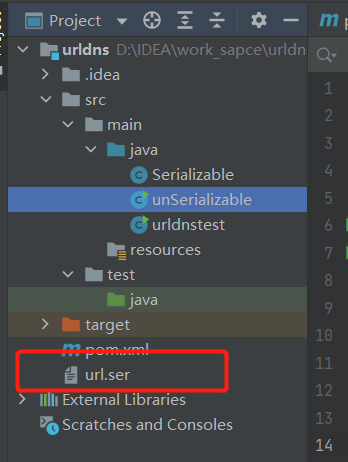 Project
urldns D:\IDEA\work_sapce\urldn
.idea
src
main
java
Serializable
unSerializable
urldnstest
resources
test
java
target
pom.xml
url.ser
External Libraries
Scratches and Consoles
1
2
3
4
5
6
7
8
9
10
11
12
13
14